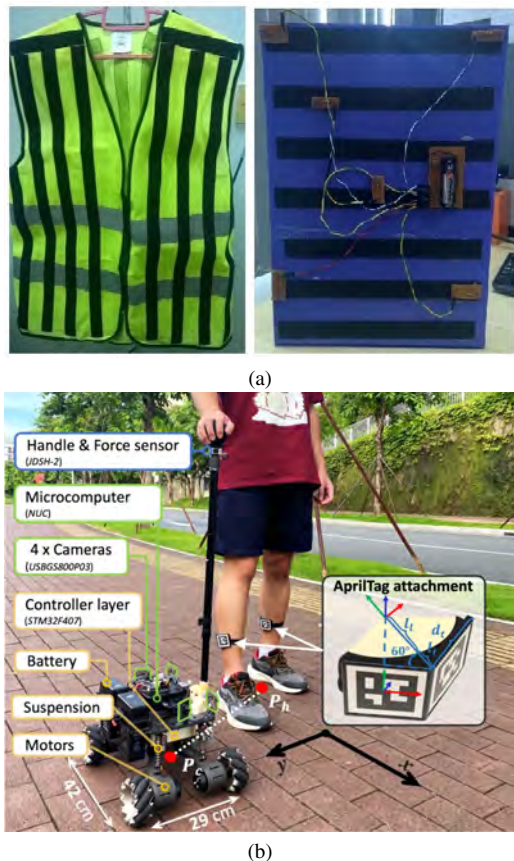 (a)
Handle & Force sensor
(JDSH-2)
Microcomputer
(NUC)
4 x Cameras
(USBGS800P03)
Controller layer
(STM32F407)
Battery
Suspension
Motors
AprilTag attachment
l_t
d_t
60°
P_h
P
y
x
42 cm
29 cm
(b)